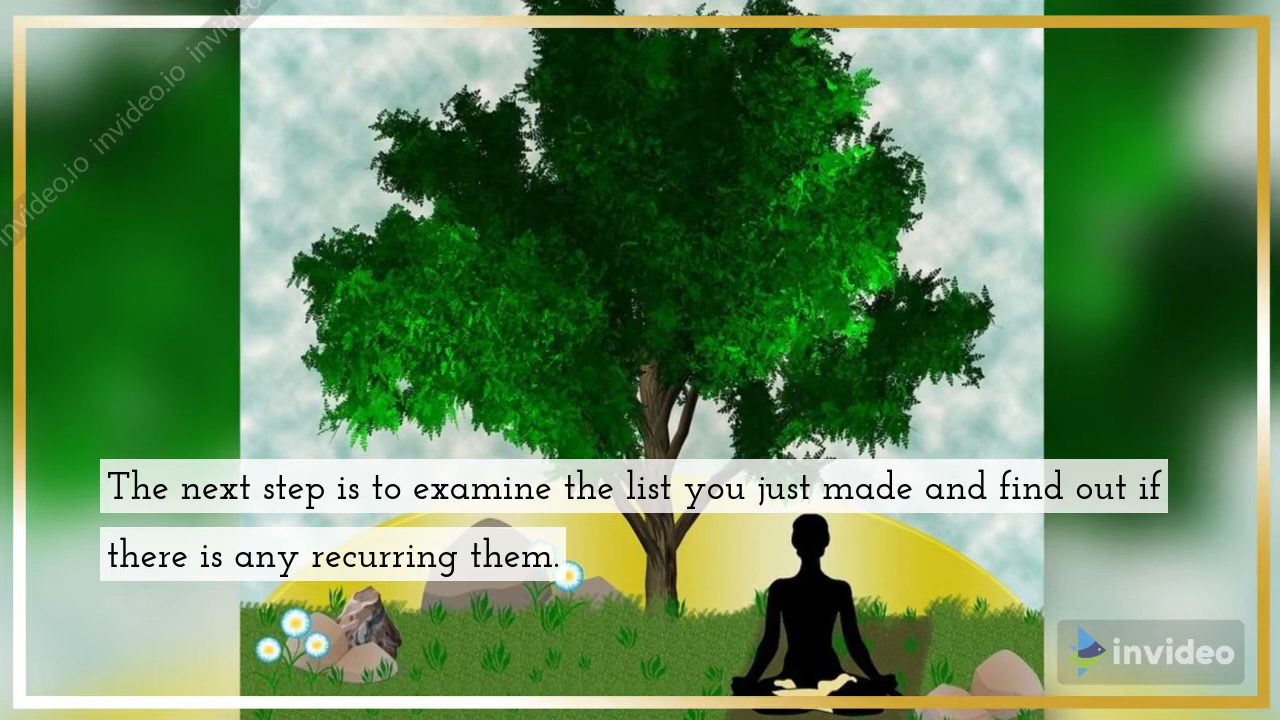 invideo.io invideo.io invideo
The next step is to examine the list you just made and find out if
there is any recurring them.
invideo